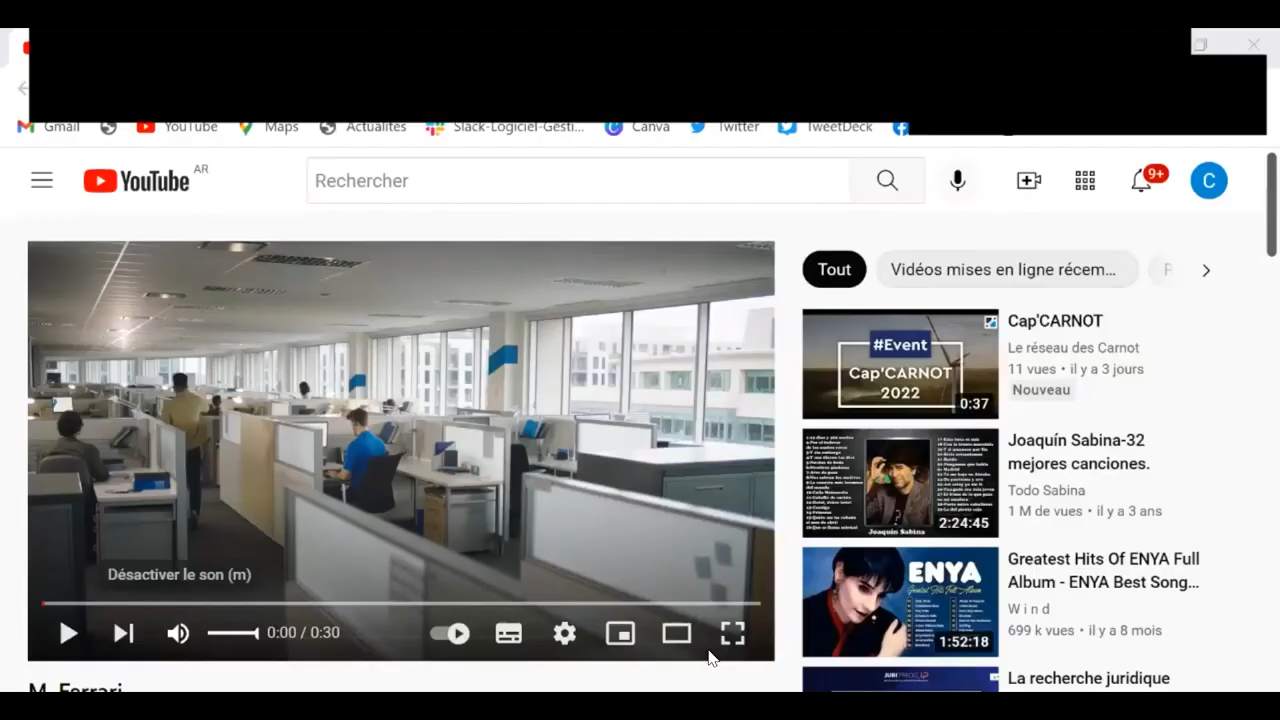 Gmail YouTube Maps Actualités Slack-Logiciel-Gesti... Canva Twitter TweetDeck
YouTube AR
Rechercher
9+
C
Tout Vidéos mises en ligne récem...
#Event
Cap'CARNOT
2022
0:37
Cap'CARNOT
Le réseau des Carnot
11 vues • il y a 3 jours
Nouveau
Joaquín Sabina
2:24:45
Joaquín Sabina-32
mejores canciones.
Todo Sabina
1 M de vues • il y a 3 ans
ENYA
Greatest Hits Full Album
1:52:18
Greatest Hits Of ENYA Full
Album - ENYA Best Song...
W i n d
699 k vues • il y a 8 mois
La recherche juridique
Désactiver le son (m)
0:00 / 0:30
M. Ferrari